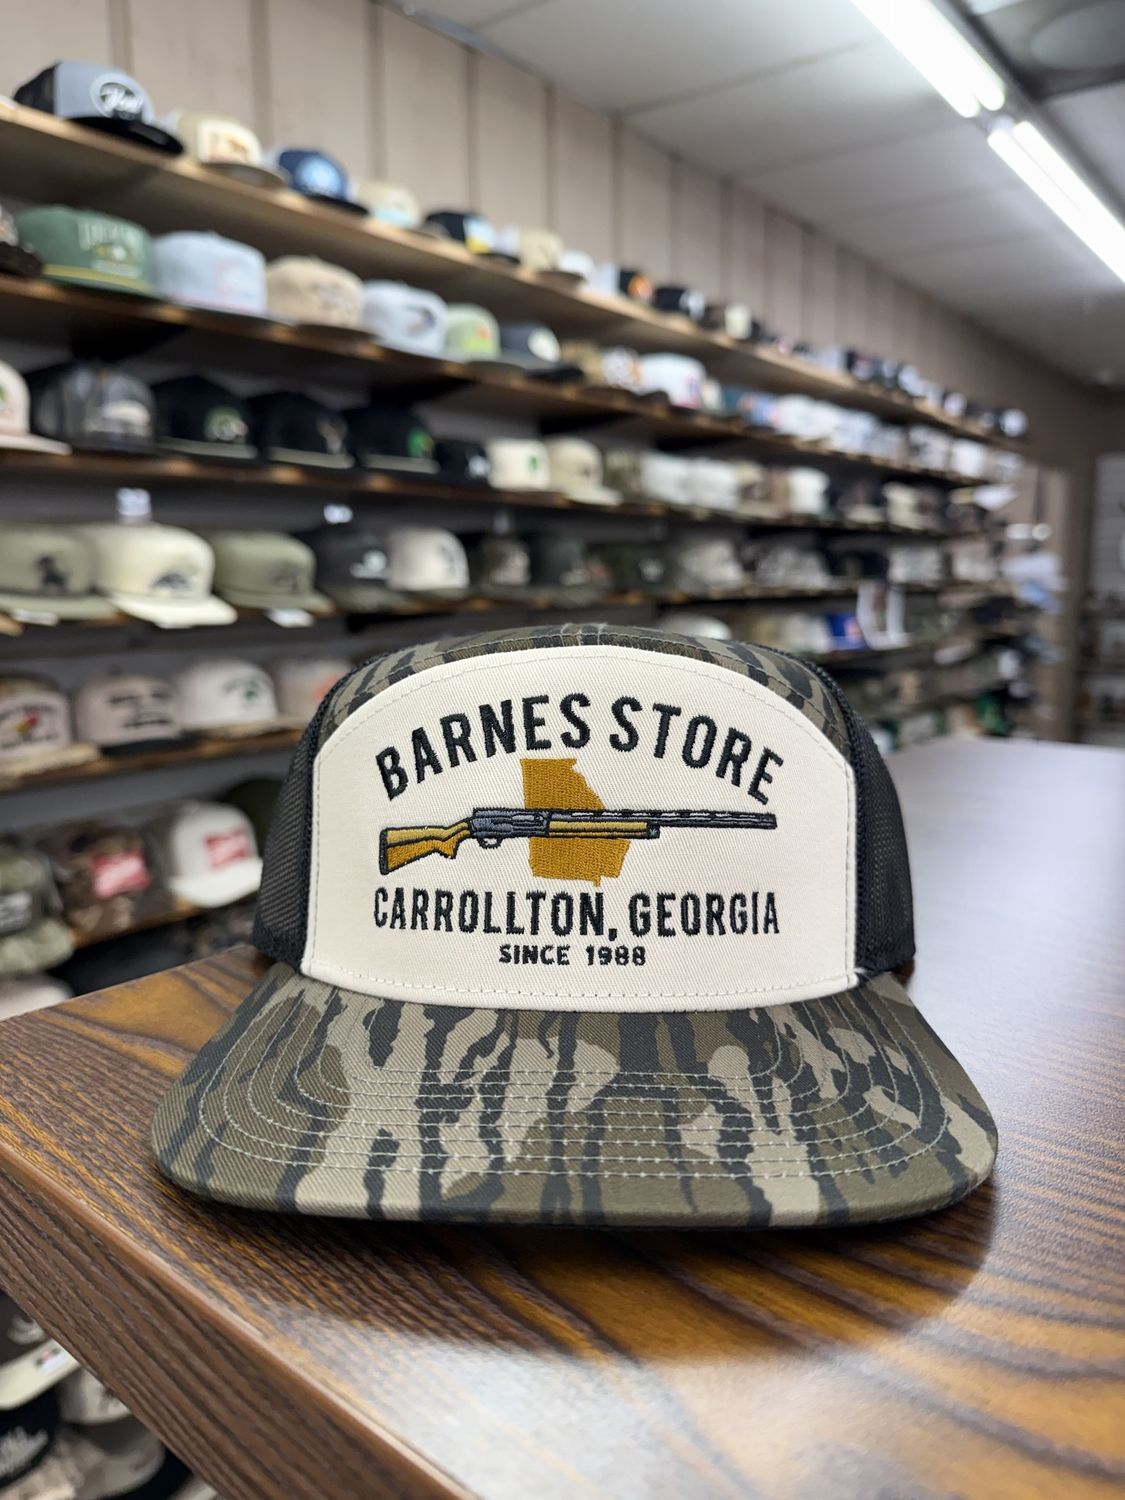 BARNES STORE
CARROLLTON, GEORGIA
SINCE 1988